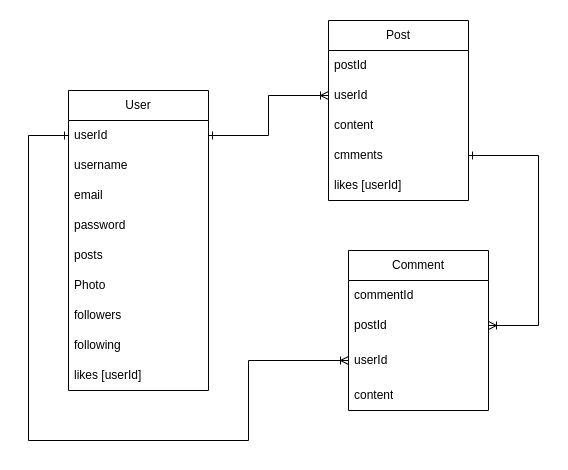 User
userId
username
email
password
posts
Photo
followers
following
likes [userId]
Post
postId
userId
content
cmments
likes [userId]
Comment
commentId
postId
userId
content